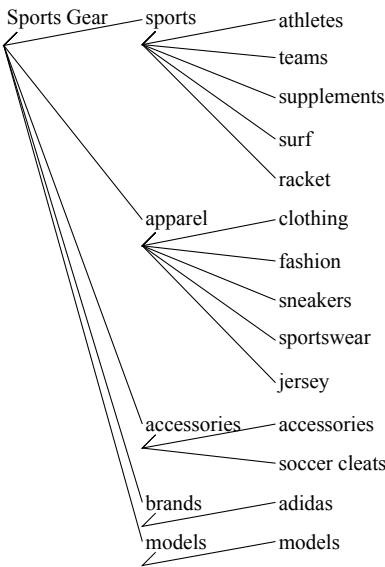 Sports Gear
sports
athletes
teams
supplements
surf
racket
apparel
clothing
fashion
sneakers
sportswear
jersey
accessories
accessories
soccer cleats
brands
adidas
models
models